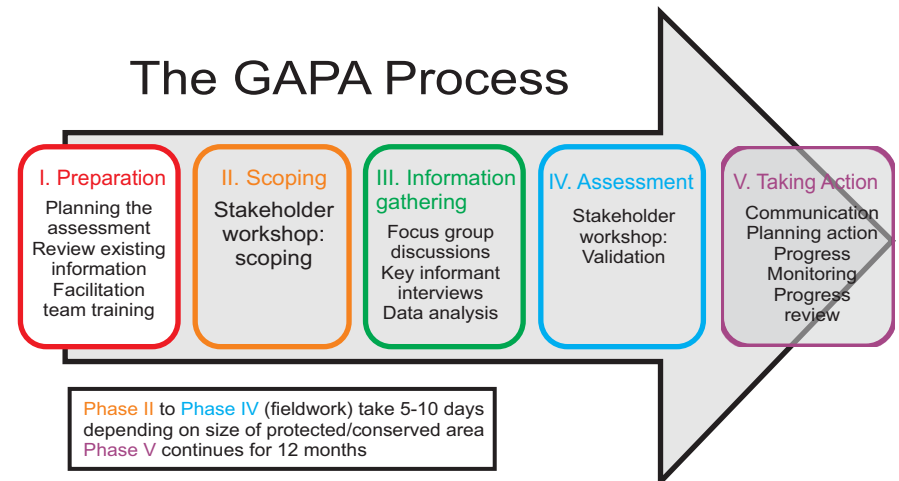 The GAPA Process
I. Preparation
Planning the
assessment
Review existing
information
Facilitation
team training
II. Scoping
Stakeholder
workshop:
scoping
III. Information
gathering
Focus group
discussions
Key informant
interviews
Data analysis
IV. Assessment
Stakeholder
workshop:
Validation
V. Taking Action
Communication
Planning action
Progress
Monitoring
Progress
review
Phase II to Phase IV (fieldwork) take 5-10 days
depending on size of protected/conserved area
Phase V continues for 12 months